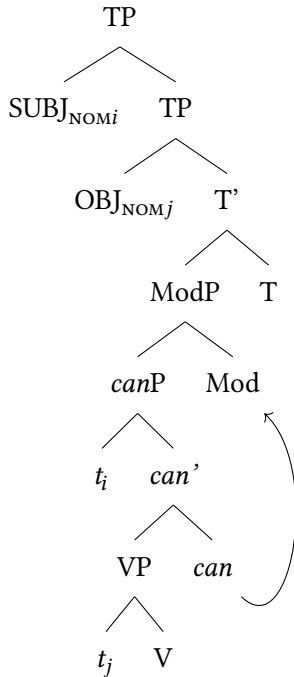 TP
SUBJNOMi TP
OBJNOMj T’
ModP T
canP Mod
ti can’
VP can
tj V